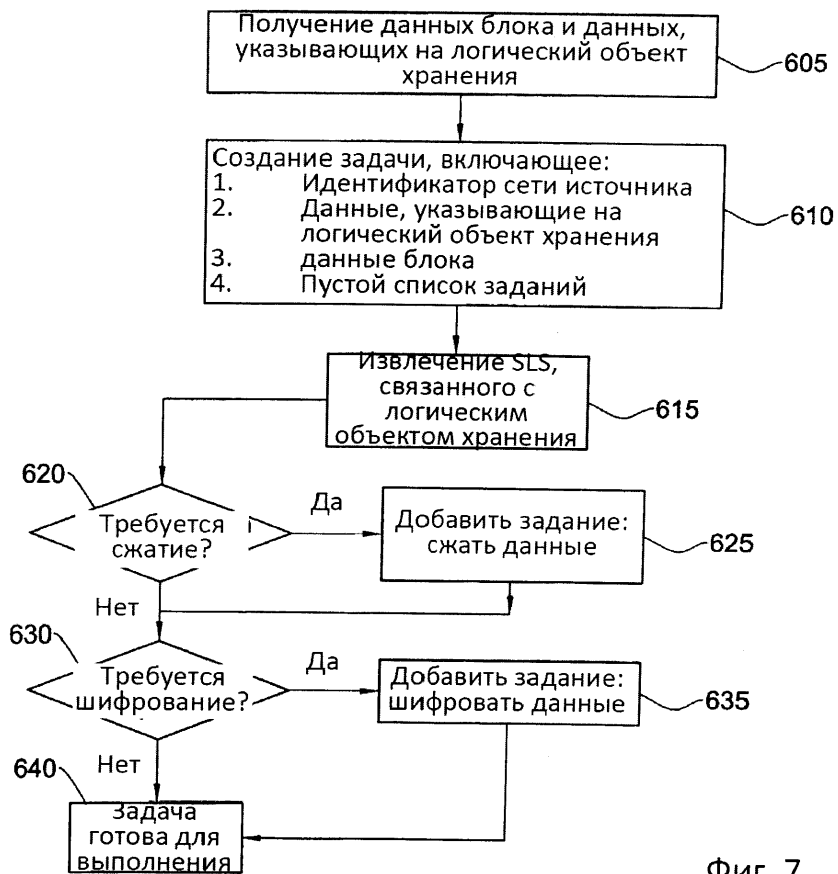 Получение данных блока и данных,
указывающих на логический объект
хранения
605
Создание задачи, включающее:
1. Идентификатор сети источника
2. Данные, указывающие на
логический объект хранения
3. данные блока
4. Пустой список заданий
610
Извлечение SLS,
связанного с
логическим
объектом хранения
615
620
Требуется
сжатие?
Да
Добавить задание:
сжать данные
625
Нет
630
Требуется
шифрование?
Да
Добавить задание:
шифровать данные
635
Нет
640
Задача
готова для
выполнения
Фиг. 7